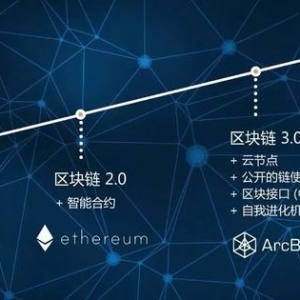 区块链 2.0
+ 智能合约
ethereum
区块链 3.0
+ 云节点
+ 公开的链使
+ 区块接口 (
+ 自我进化机
ArcB